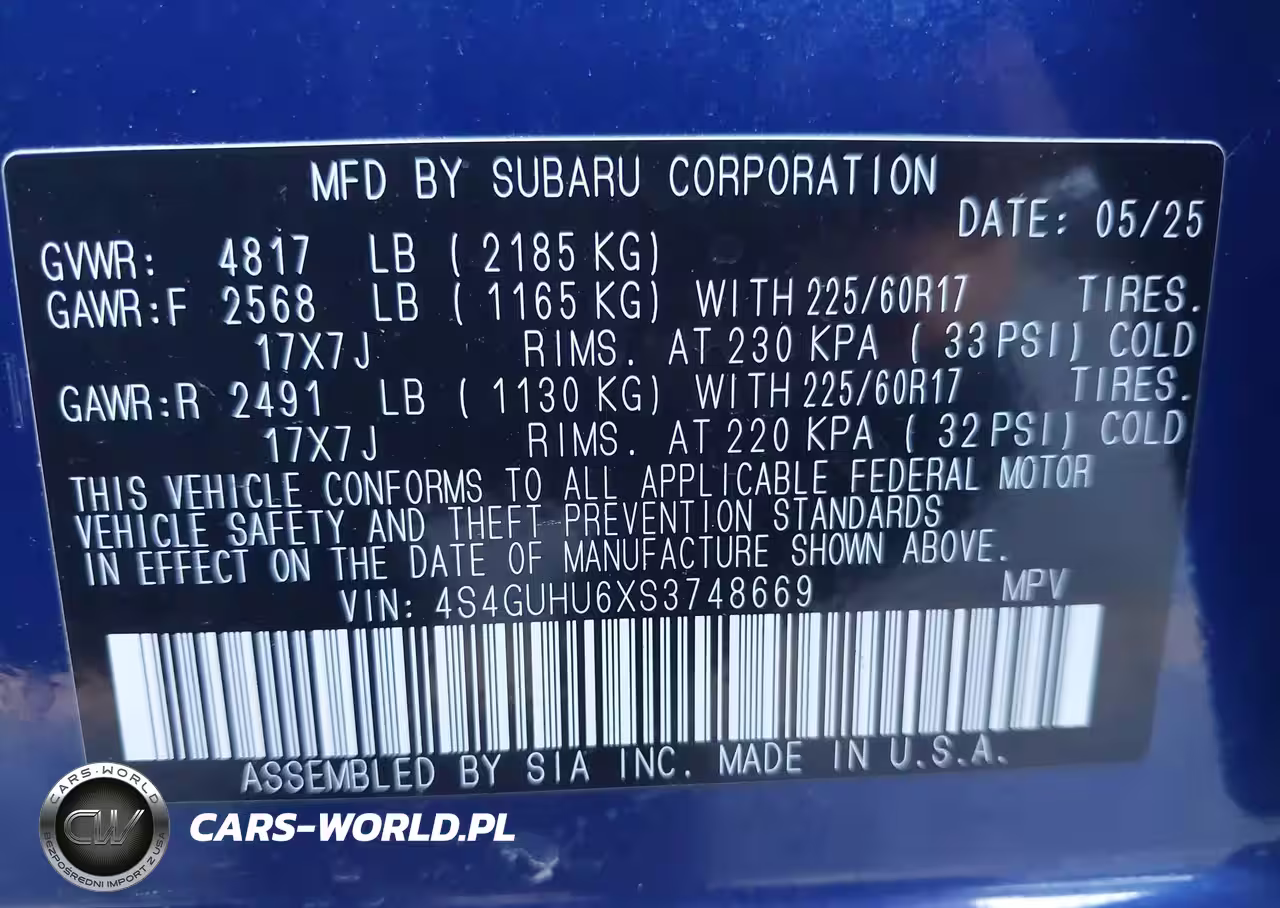 MFD BY SUBARU CORPORATION
DATE: 05/25
GVWR: 4817 LB ( 2185 KG)
GAWR:F 2568 LB ( 1165 KG) WITH 225/60R17 TIRES.
17X7J RIMS. AT 230 KPA ( 33 PSI) COLD
GAWR:R 2491 LB ( 1130 KG) WITH 225/60R17 TIRES.
17X7J RIMS. AT 220 KPA ( 32 PSI) COLD
THIS VEHICLE CONFORMS TO ALL APPLICABLE FEDERAL MOTOR
VEHICLE SAFETY AND THEFT PREVENTION STANDARDS
IN EFFECT ON THE DATE OF MANUFACTURE SHOWN ABOVE.
VIN: 4S4GUHU6XS3748669 MPV
ASSEMBLED BY SIA INC. MADE IN U.S.A.
CARS-WORLD
CW
BEZPOŚREDNI IMPORT Z USA
CARS-WORLD.PL